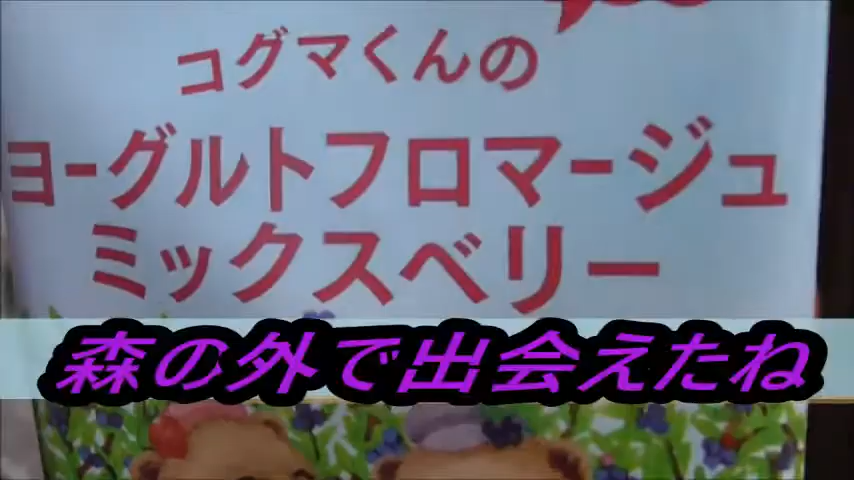 コグマくんの
ヨーグルトフロマージュ
ミックスベリー
森の外で出会えたね